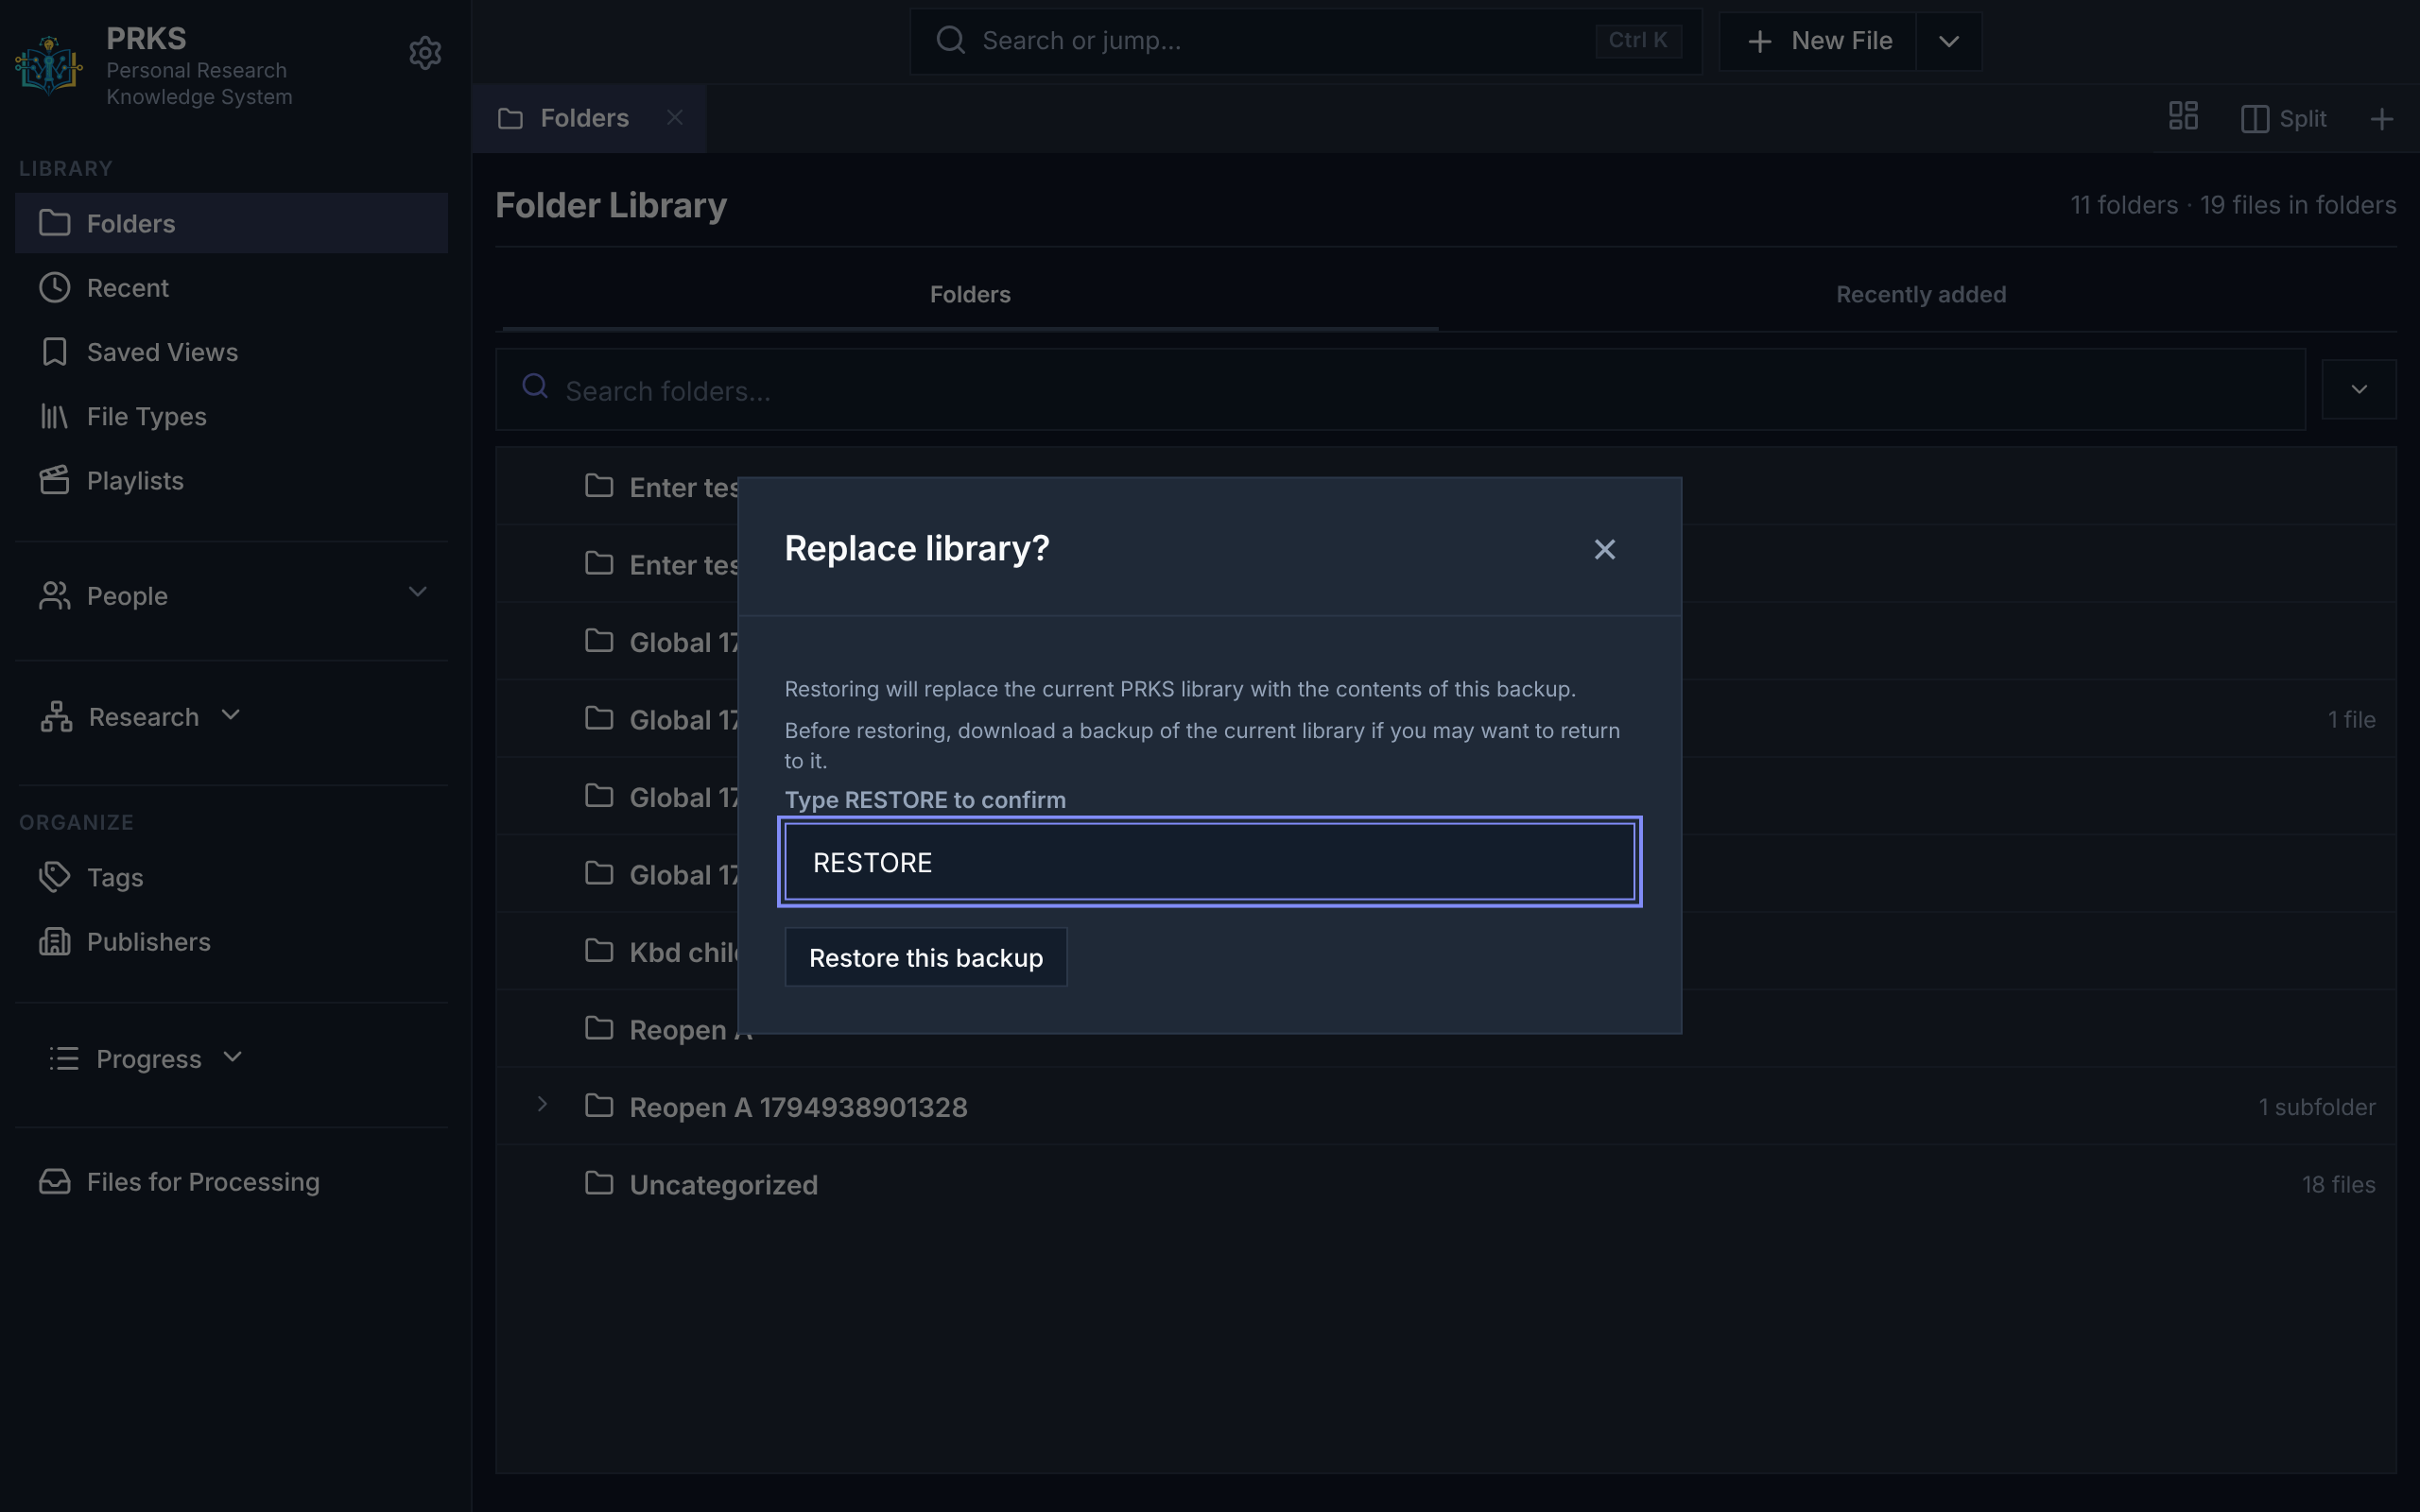 PRKS
Personal Research
Knowledge System
LIBRARY
Folders
Recent
Saved Views
File Types
Playlists
People
Research
ORGANIZE
Tags
Publishers
Progress
Files for Processing
Search or jump...
Ctrl K
New File
Folders
Split
Folder Library
11 folders · 19 files in folders
Folders
Recently added
Search folders...
Enter tes
Enter tes
Global 17
Global 17
1 file
Global 17
Global 17
Kbd chil
Reopen A
Reopen A 1794938901328
1 subfolder
Uncategorized
18 files
Replace library?
Restoring will replace the current PRKS library with the contents of this backup.
Before restoring, download a backup of the current library if you may want to return
to it.
Type RESTORE to confirm
RESTORE
Restore this backup